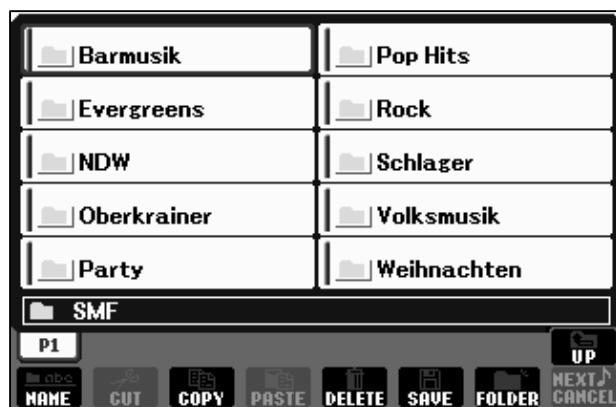 Barmusik
Pop Hits
Evergreens
Rock
NDW
Schlager
Oberkrainer
Volksmusik
Party
Weihnachten
SMF
P1
UP
abc
NAME CUT COPY PASTE DELETE SAVE FOLDER NEXT
CANCEL